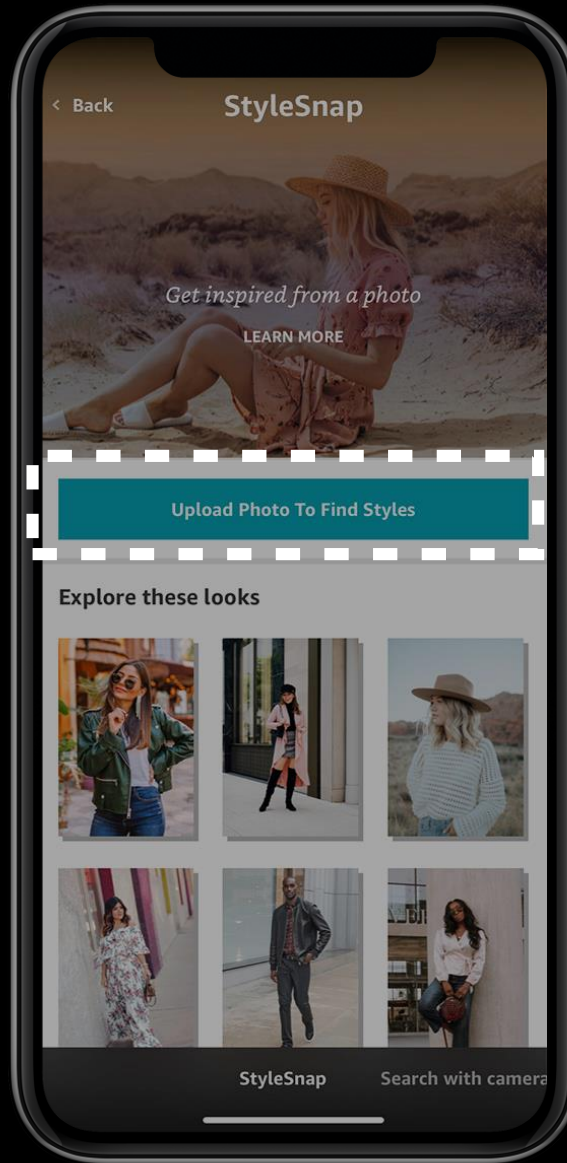 Back
StyleSnap
Get inspired from a photo
LEARN MORE
Upload Photo To Find Styles
Explore these looks
StyleSnap
Search with camera